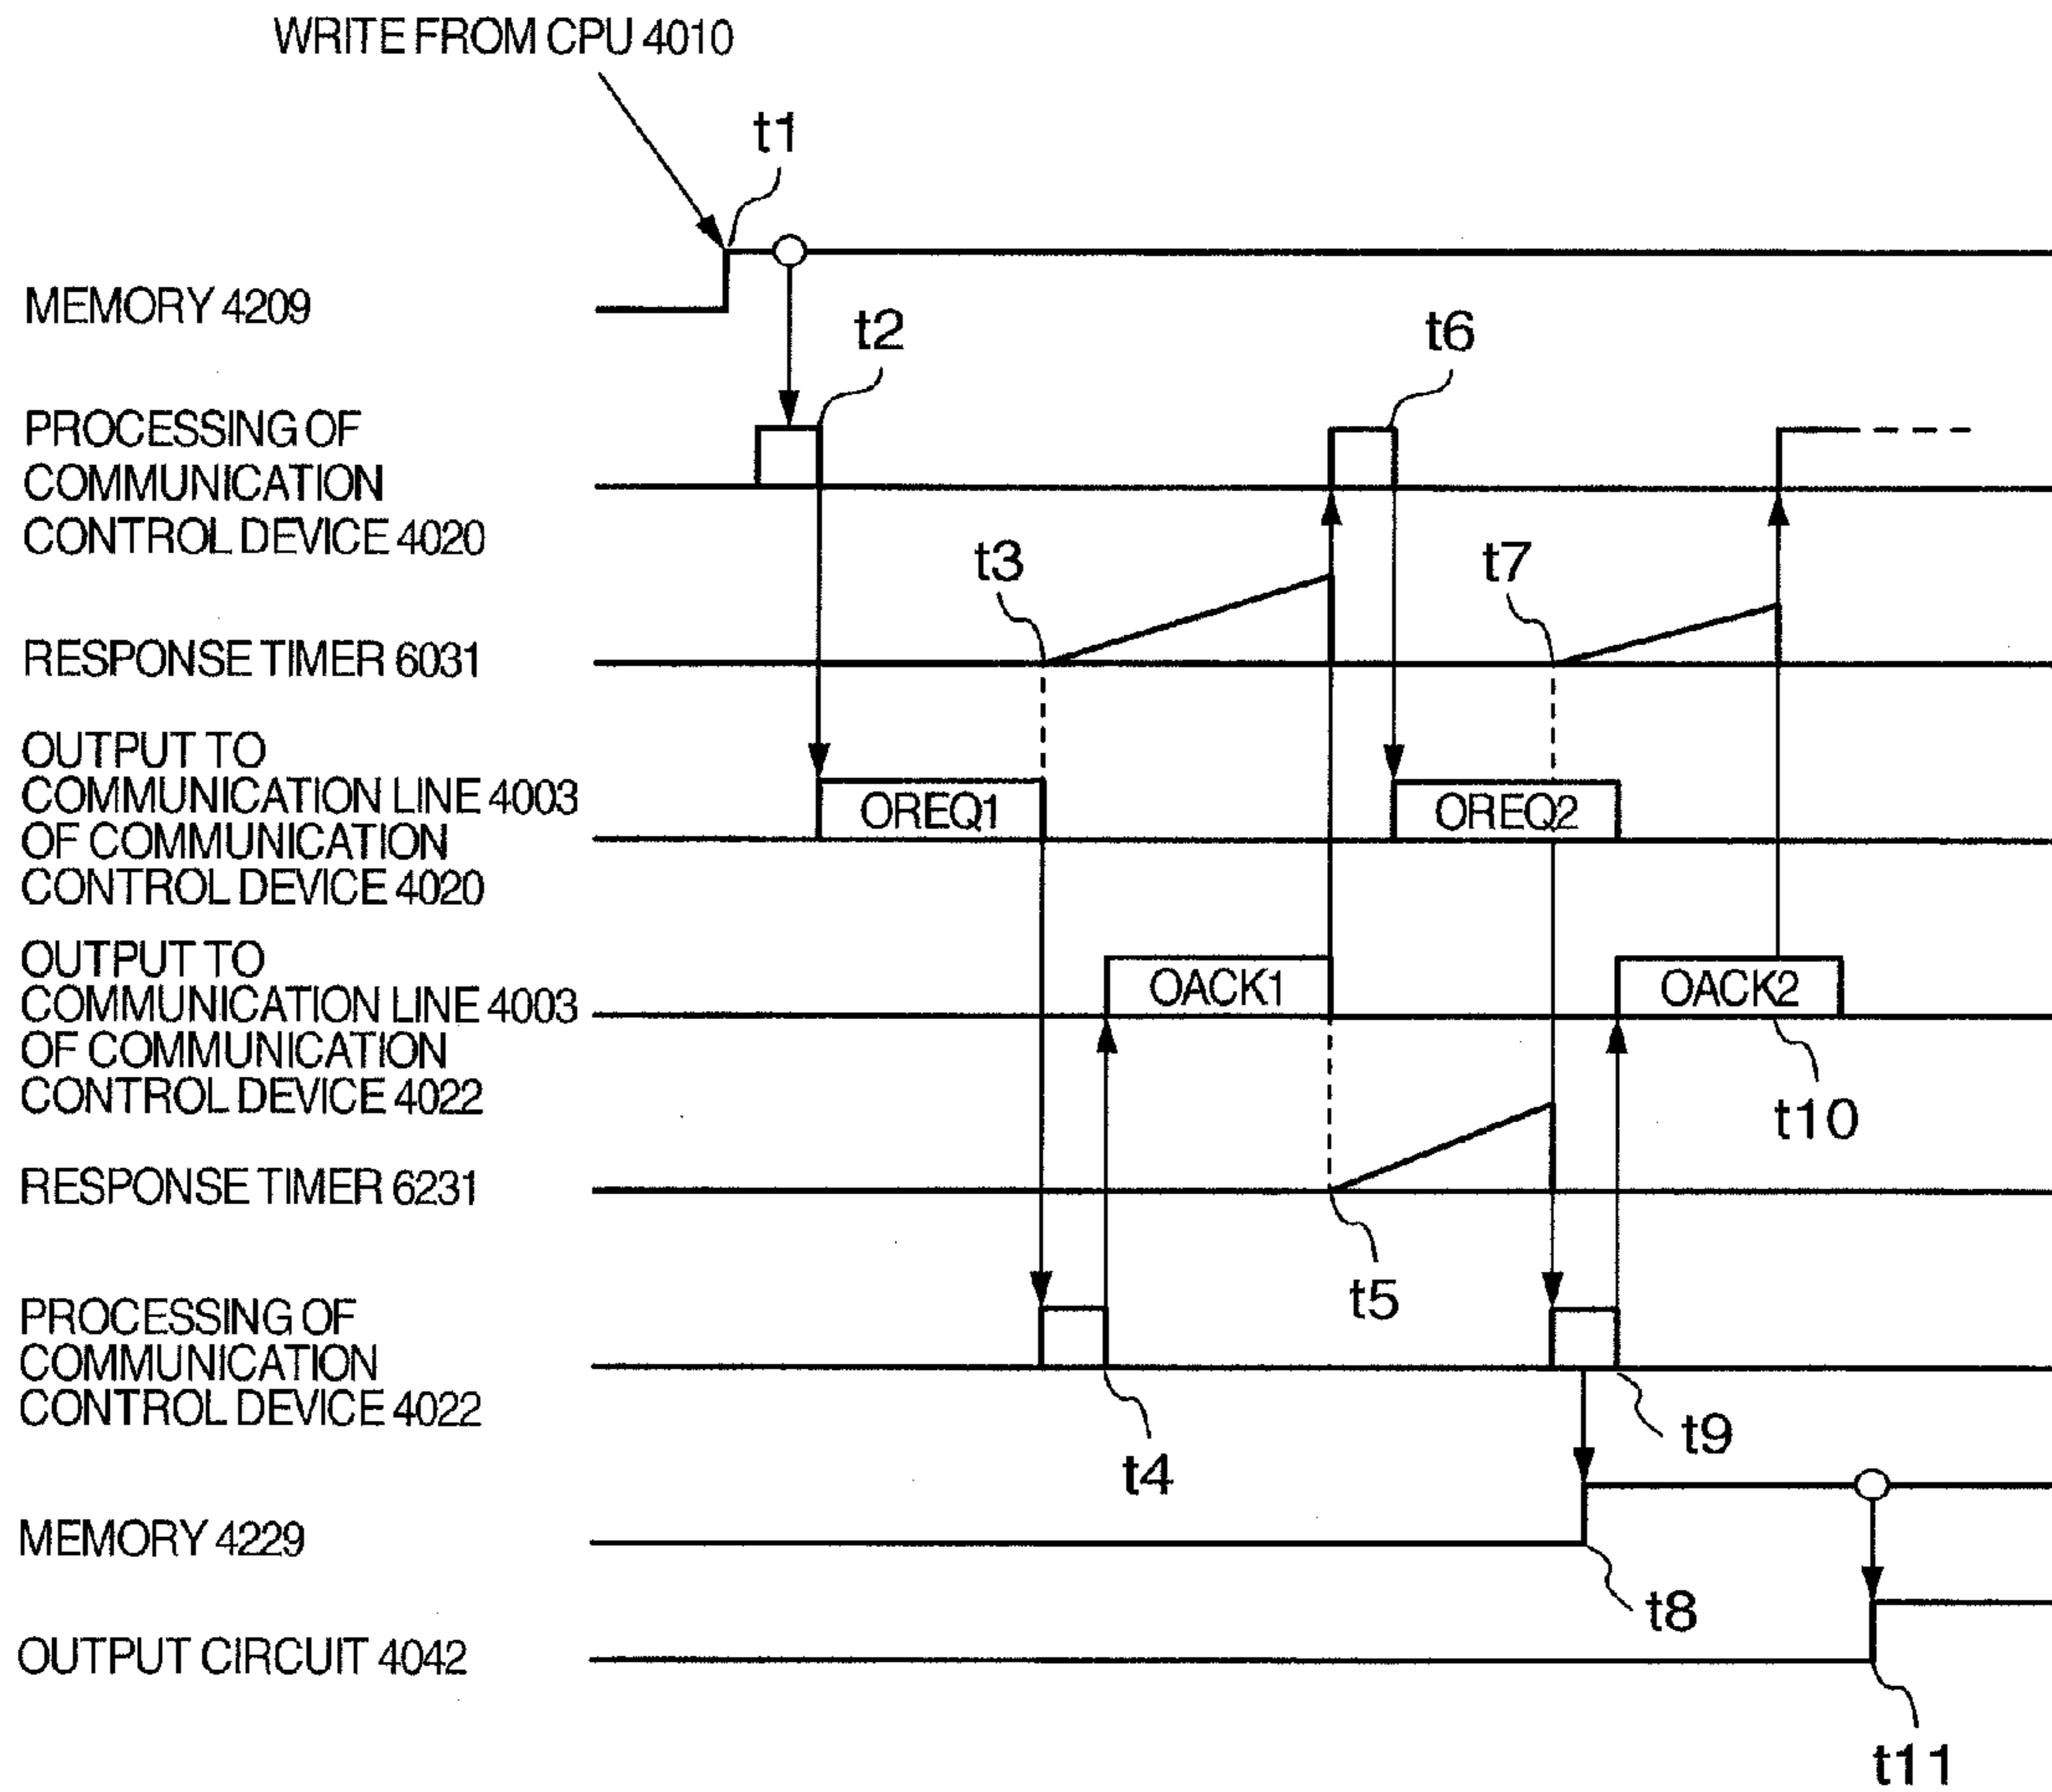 WRITE FROM CPU 4010
t1
MEMORY 4209
t2
t6
PROCESSING OF
COMMUNICATION
CONTROL DEVICE 4020
t3
t7
RESPONSE TIMER 6031
OUTPUT TO
COMMUNICATION LINE 4003
OF COMMUNICATION
CONTROL DEVICE 4020
OREQ1
OREQ2
OUTPUT TO
COMMUNICATION LINE 4003
OF COMMUNICATION
CONTROL DEVICE 4022
OACK1
OACK2
t10
RESPONSE TIMER 6231
t5
PROCESSING OF
COMMUNICATION
CONTROL DEVICE 4022
t4
t9
MEMORY 4229
t8
OUTPUT CIRCUIT 4042
t11